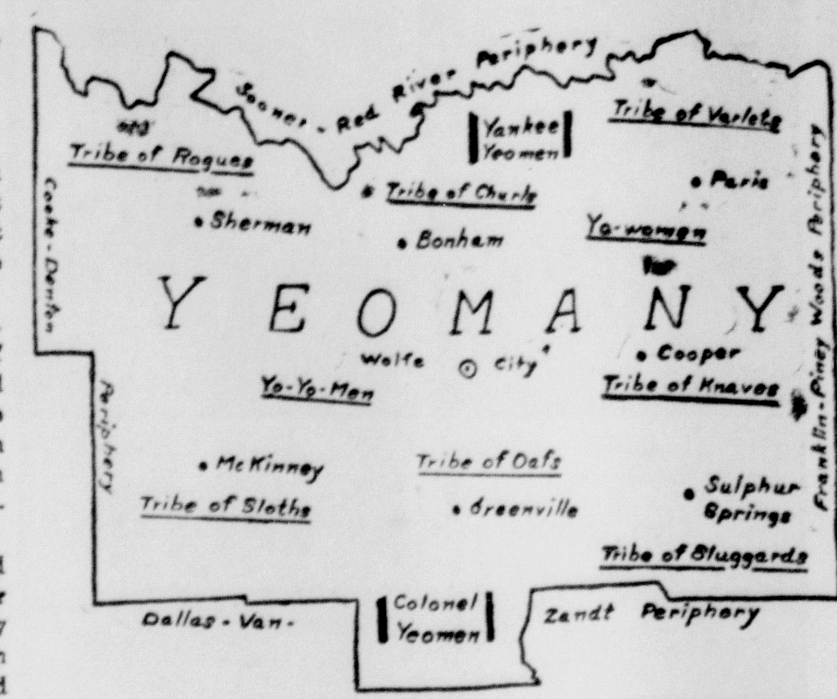 Sooner - Red River Periphery
Yankee
Yeomen
Tribe of Varlets
Tribe of Rogues
Paris
Tribe of Churls
Sherman
Yo-women
Bonham
Cooke - Denton
Periphery
Franklin - Piney Woods Periphery
YEOMANY
Wolfe City
Cooper
Yo-Yo-Men
Tribe of Knaves
McKinney
Tribe of Oafs
Sulphur
Springs
Tribe of Sloths
Greenville
Tribe of Sluggards
Colonel
Yeomen
Dallas - Van -
Zandt Periphery